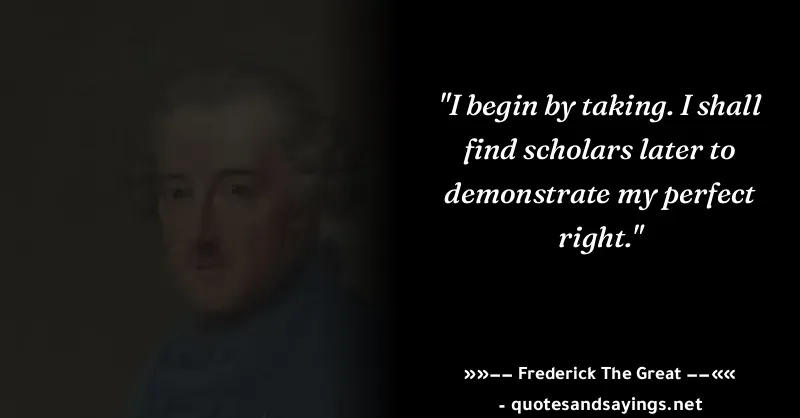 "I begin by taking. I shall
find scholars later to
demonstrate my perfect
right."
»»–– Frederick The Great ––««
- quotesandsayings.net